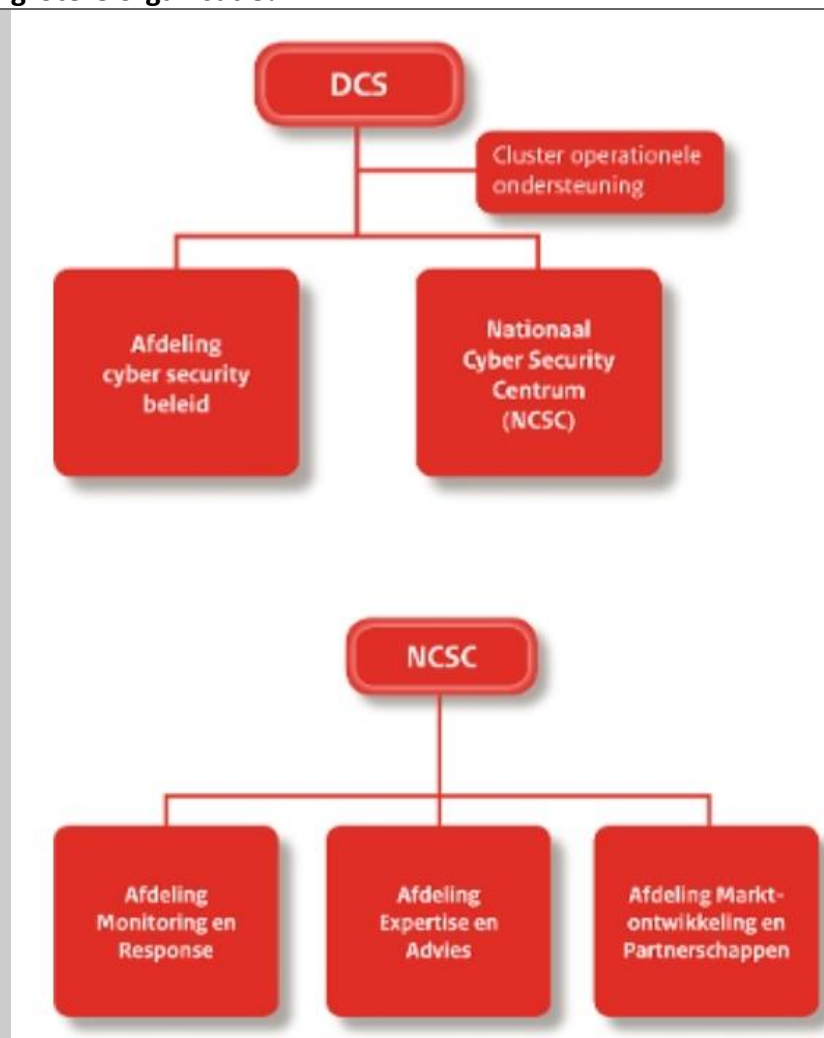 DCS
Cluster operationele
ondersteuning
Afdeling
cyber security
beleid
Nationaal
Cyber Security
Centrum
(NCSC)
NCSC
Afdeling
Monitoring en
Response
Afdeling
Expertise en
Advies
Afdeling Markt-
ontwikkeling en
Partnerschappen